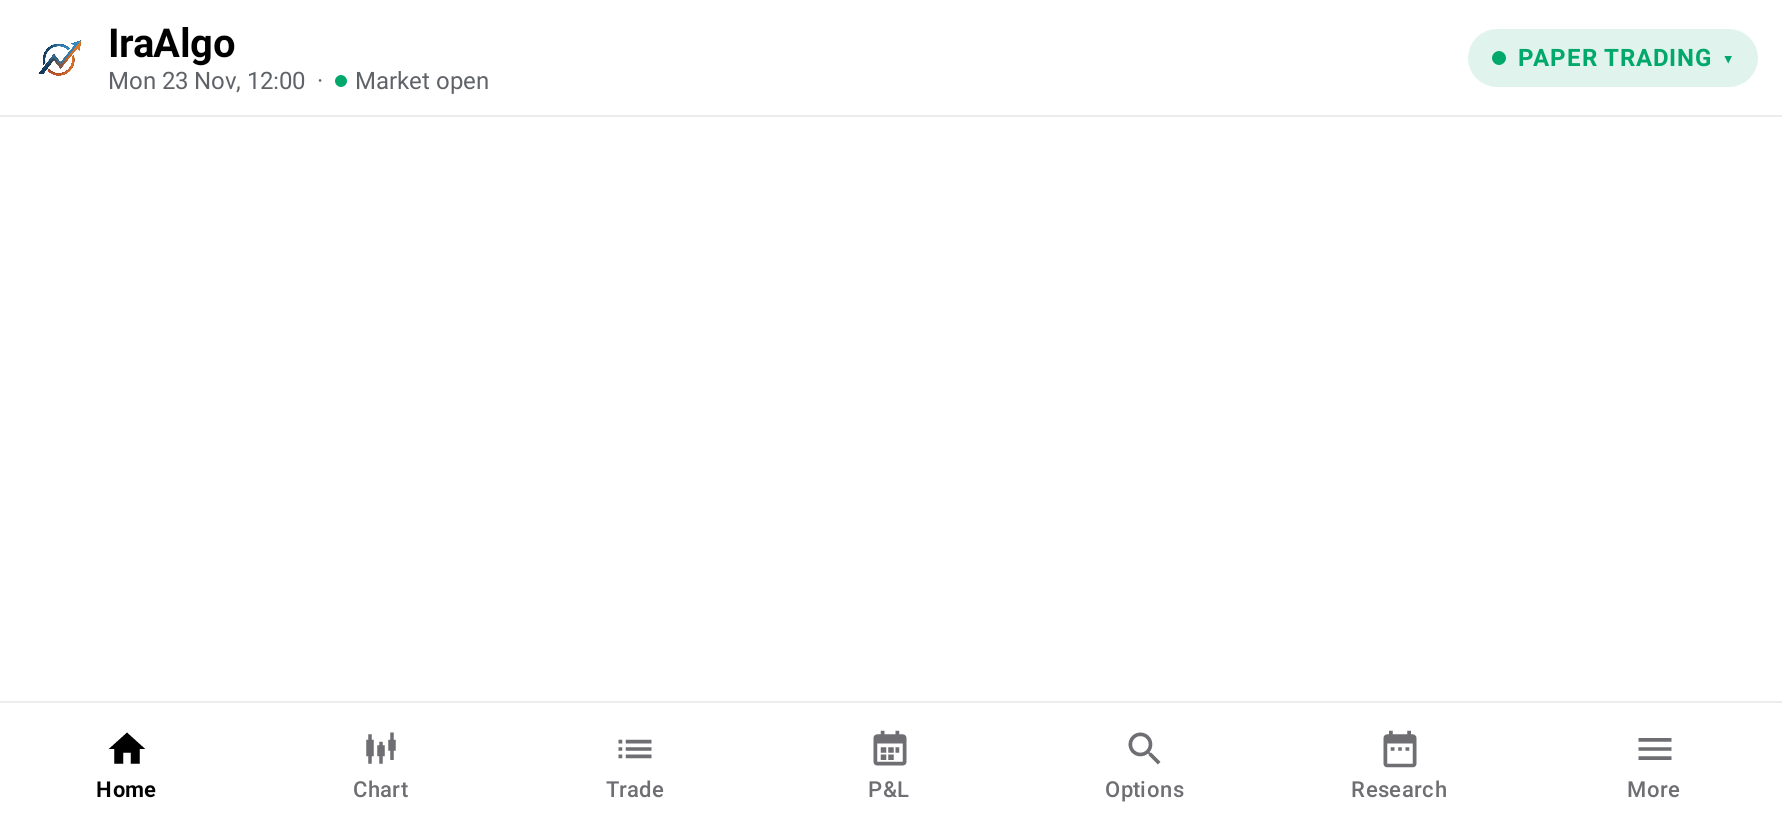 IraAlgo
Mon 23 Nov, 12:00 · Market open
PAPER TRADING
Home
Chart
Trade
P&L
Options
Research
More